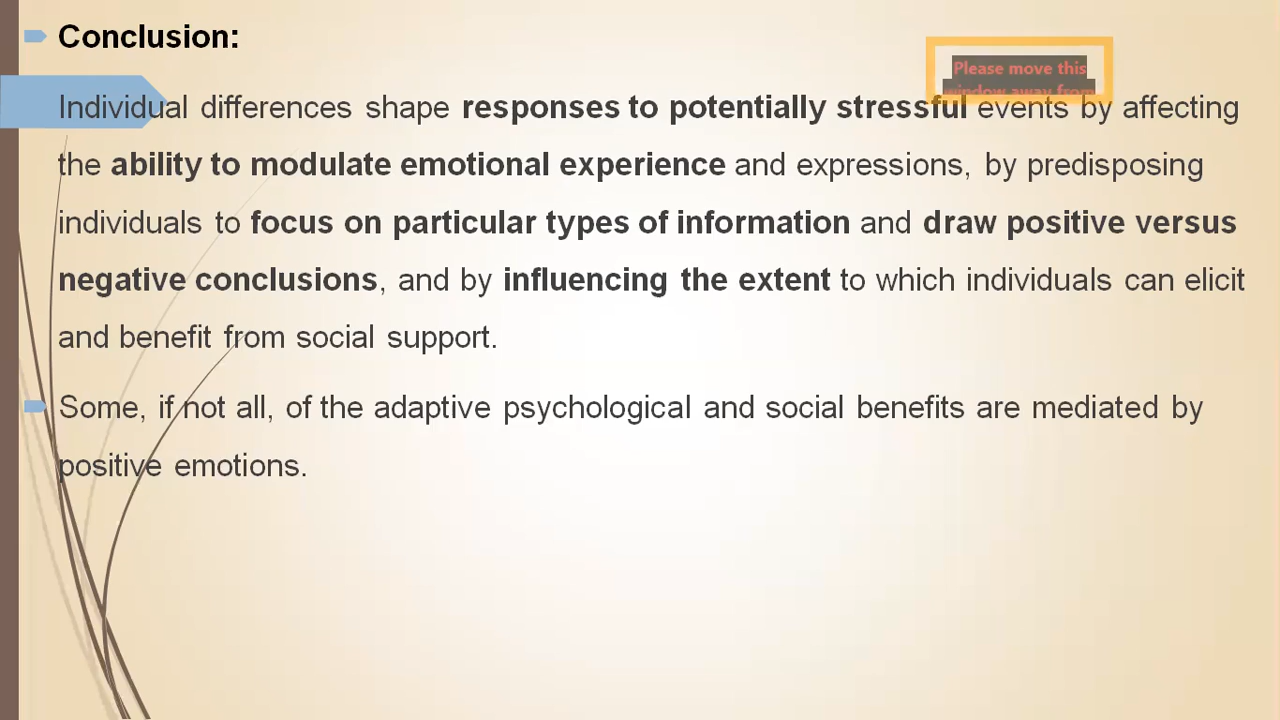 Conclusion:
Please move this
window away from
Individual differences shape responses to potentially stressful events by affecting
the ability to modulate emotional experience and expressions, by predisposing
individuals to focus on particular types of information and draw positive versus
negative conclusions, and by influencing the extent to which individuals can elicit
and benefit from social support.
Some, if not all, of the adaptive psychological and social benefits are mediated by
positive emotions.